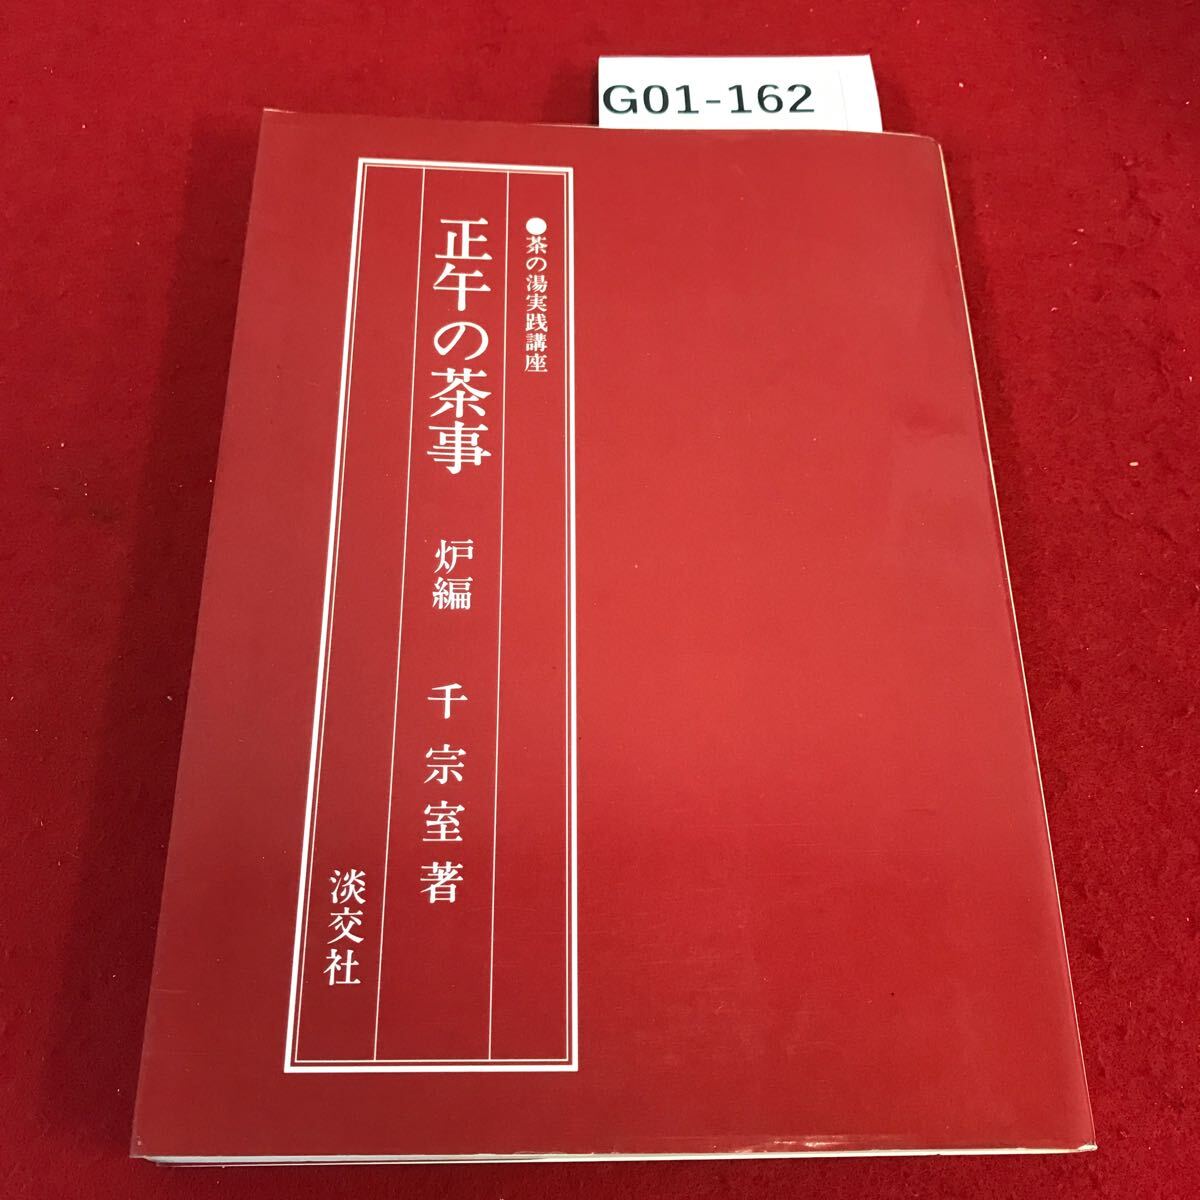 G01-162
●茶の湯実践講座
正午の茶事 炉編 千宗室著
淡交社